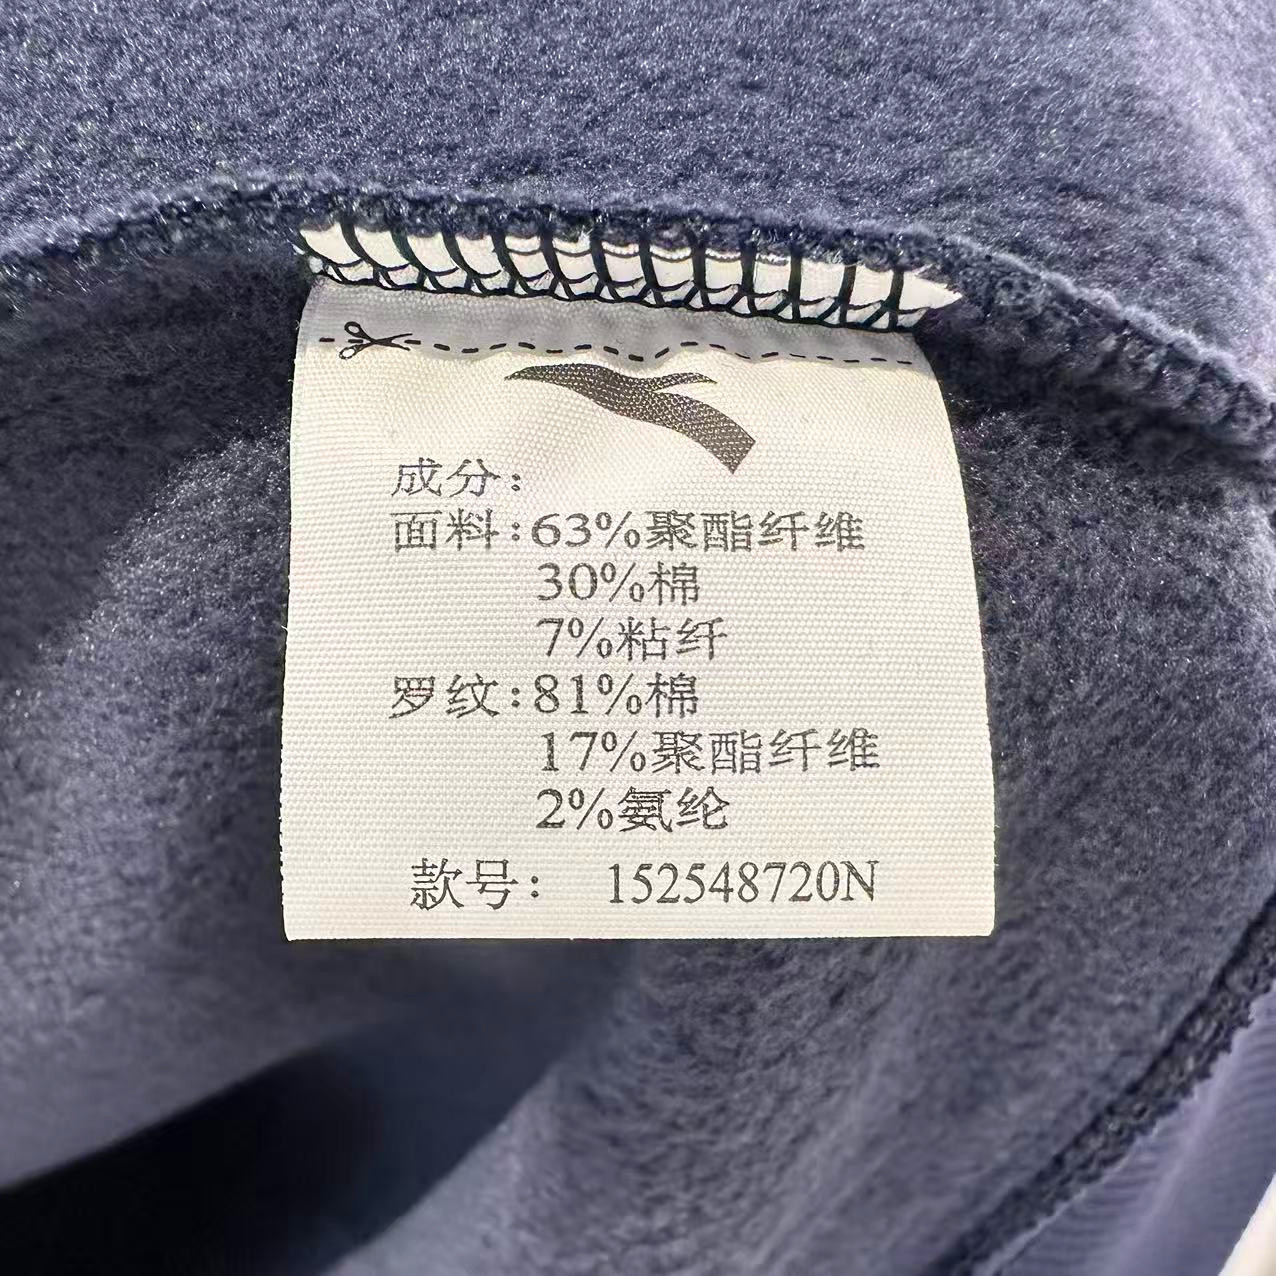 成分:
面料:63%聚酯纤维
30%棉
7%粘纤
罗纹:81%棉
17%聚酯纤维
2%氨纶
款号: 152548720N